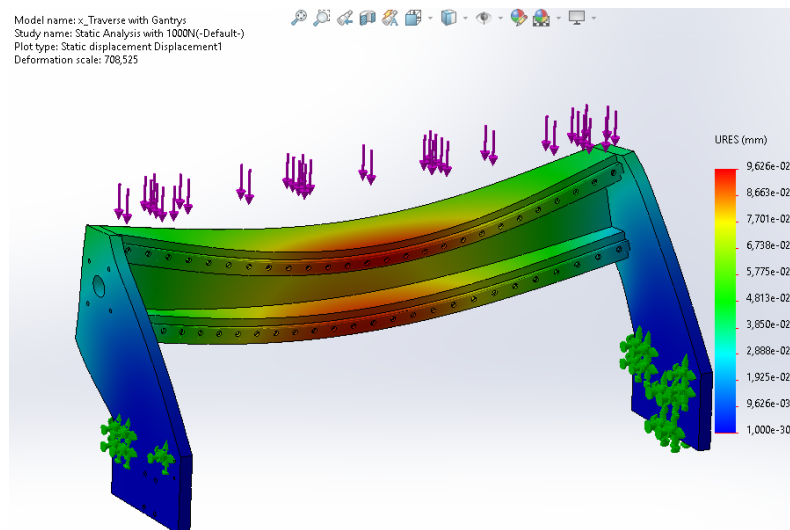 Model name: x_Traverse with Gantrys
Study name: Static Analysis with 1000N(-Default-)
Plot type: Static displacement Displacement1
Deformation scale: 708,525
URES (mm)
9,626e-02
8,663e-02
7,701e-02
6,738e-02
5,775e-02
4,813e-02
3,850e-02
2,888e-02
1,925e-02
9,626e-03
1,000e-30